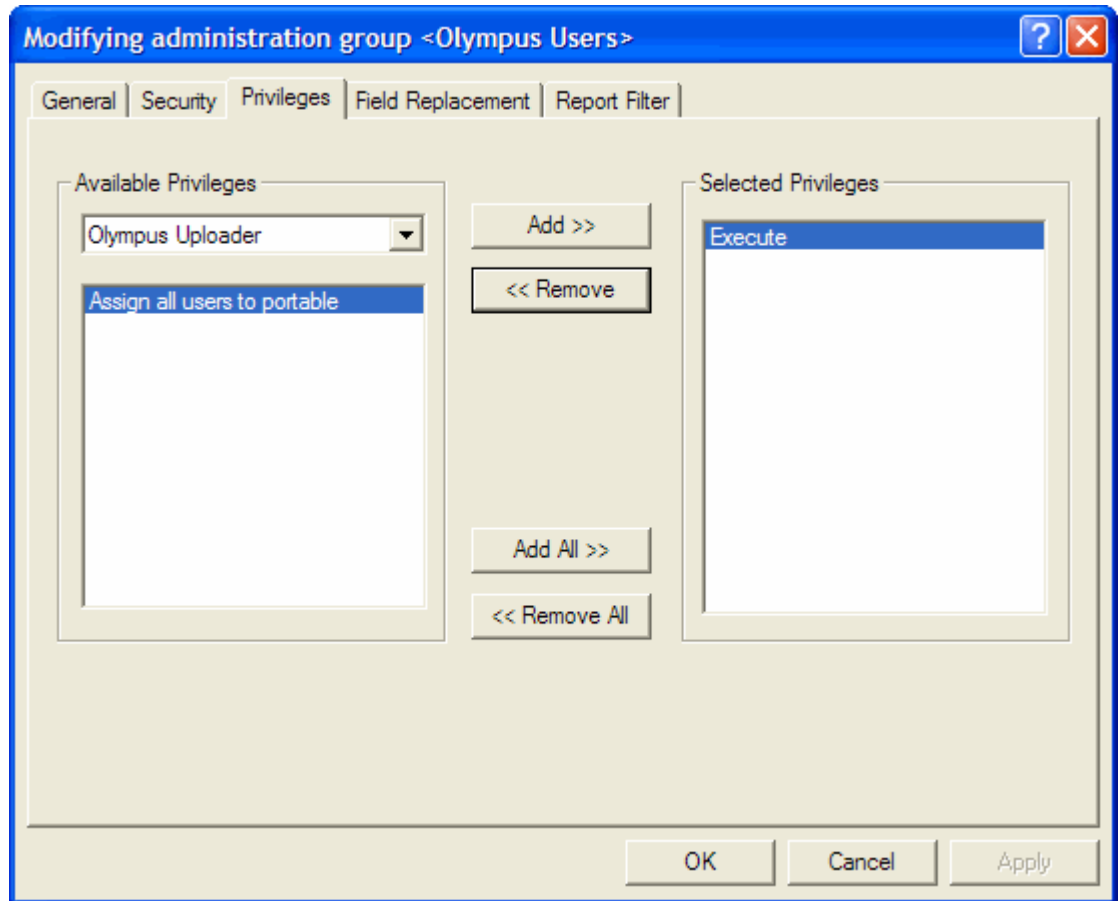 Modifying administration group <Olympus Users>
General Security Privileges Field Replacement Report Filter
Available Privileges
Olympus Uploader
Assign all users to portable
Add >>
<< Remove
Add All >>
<< Remove All
Selected Privileges
Execute
OK Cancel Apply